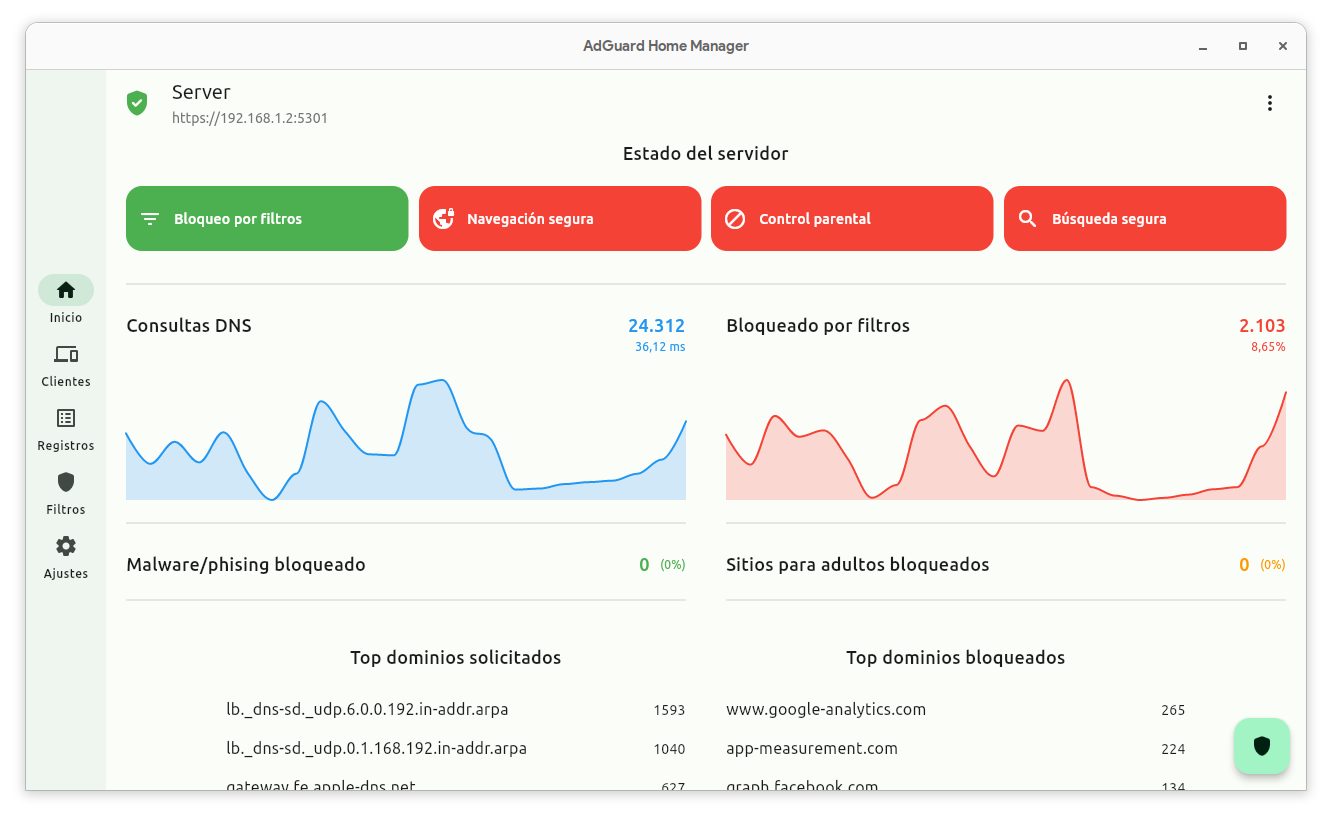 AdGuard Home Manager
Server
https://192.168.1.2:5301
Estado del servidor
Bloqueo por filtros
Navegación segura
Control parental
Búsqueda segura
Inicio
Clientes
Registros
Filtros
Ajustes
Consultas DNS
24.312
36,12 ms
Bloqueado por filtros
2.103
8,65%
Malware/phising bloqueado
0 (0%)
Sitios para adultos bloqueados
0 (0%)
Top dominios solicitados
lb._dns-sd._udp.6.0.0.192.in-addr.arpa 1593
lb._dns-sd._udp.0.1.168.192.in-addr.arpa 1040
gateway.fe.apple-dns.net 627
Top dominios bloqueados
www.google-analytics.com 265
app-measurement.com 224
graph.facebook.com 134